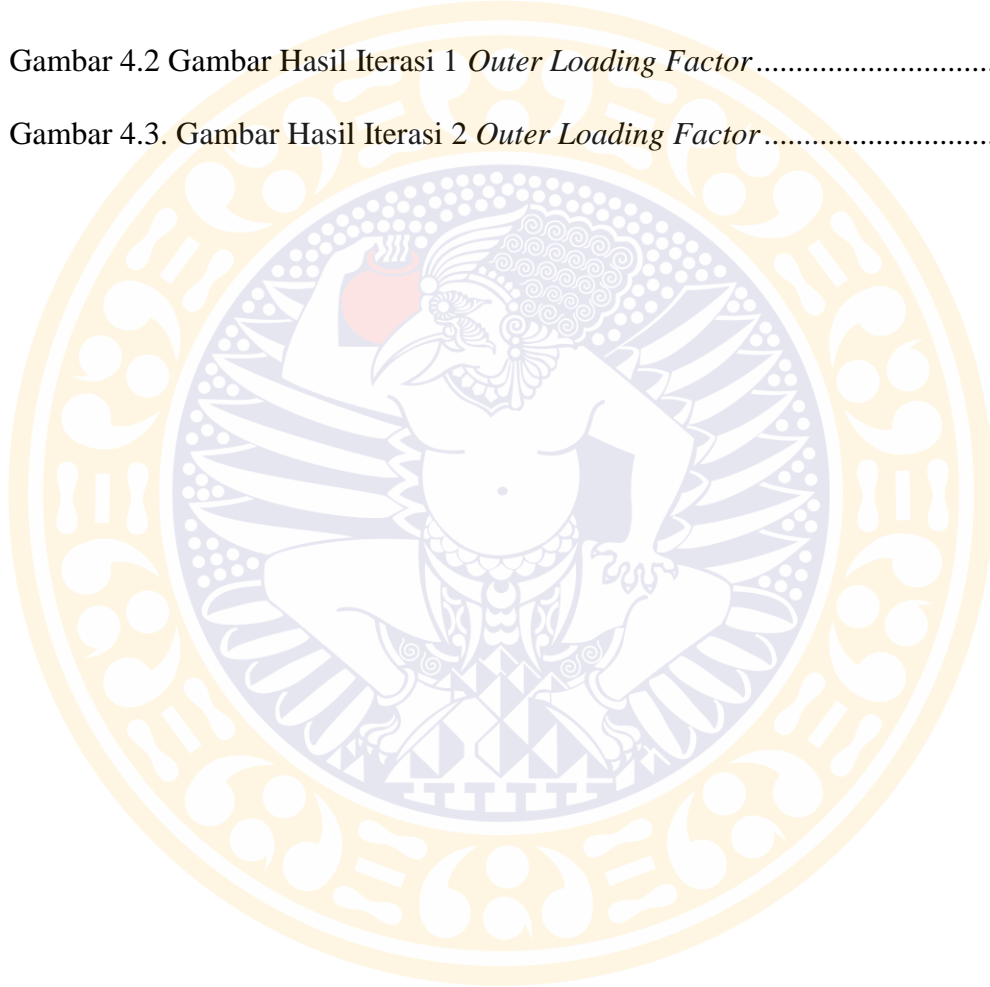 Gambar 4.2 Gambar Hasil Iterasi 1 Outer Loading Factor..............................
Gambar 4.3. Gambar Hasil Iterasi 2 Outer Loading Factor.............................